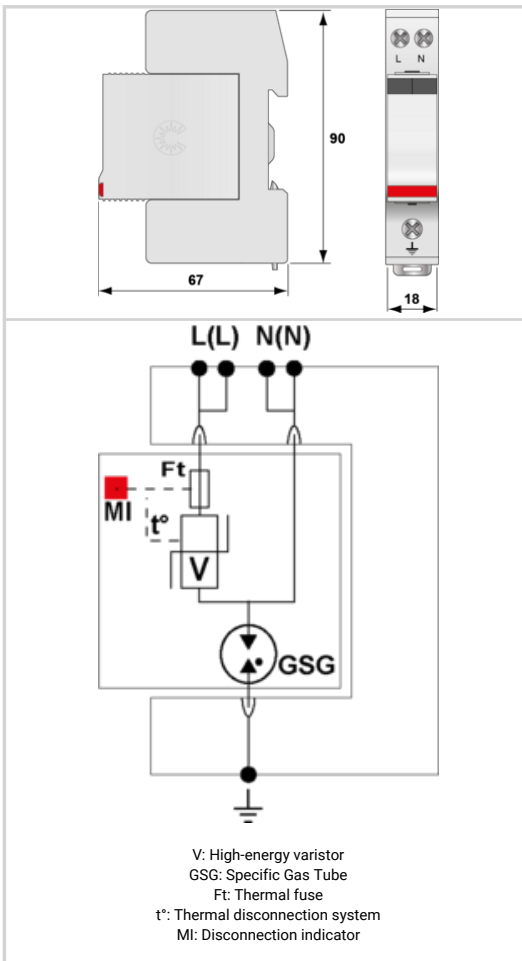 L N
90
67
18
L(L) N(N)
Ft
MI
t°
V
GSG
V: High-energy varistor
GSG: Specific Gas Tube
Ft: Thermal fuse
t°: Thermal disconnection system
MI: Disconnection indicator